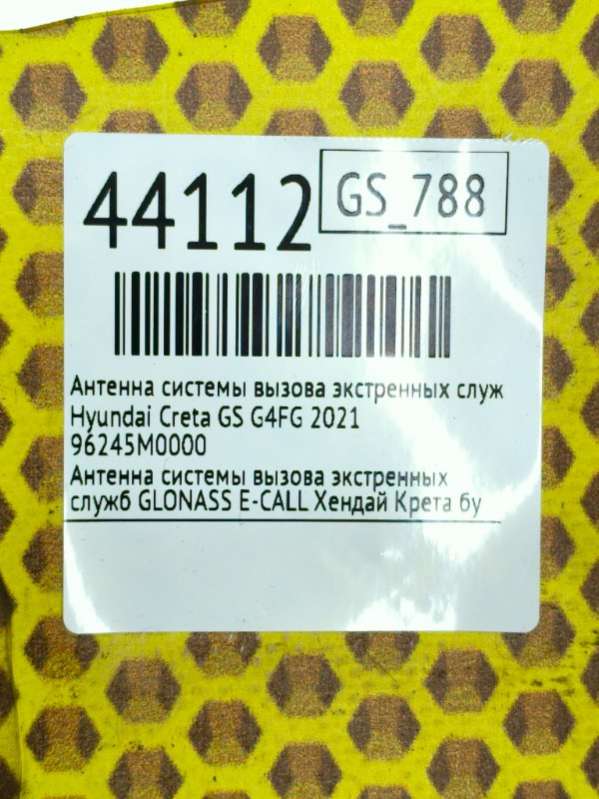 44112
GS_788
Антенна системы вызова экстренных служ
Hyundai Creta GS G4FG 2021
96245M0000
Антенна системы вызова экстренных
служб GLONASS E-CALL Хендай Крета бу